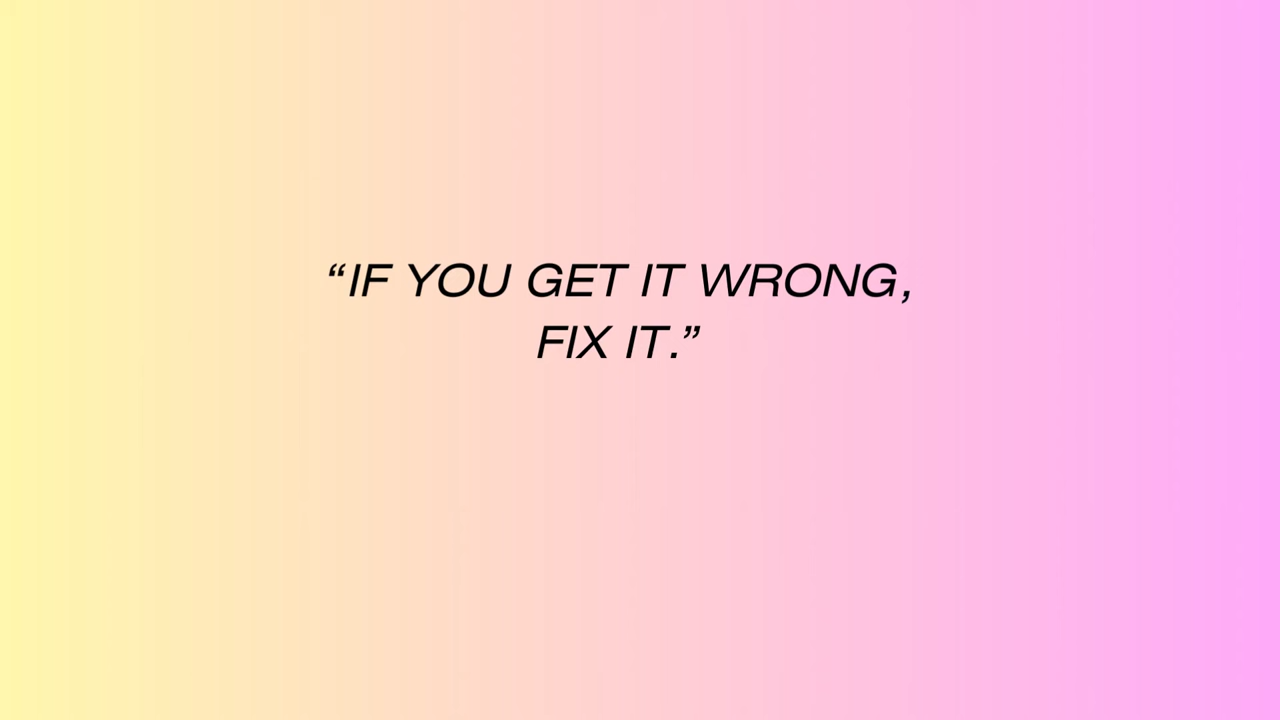 “IF YOU GET IT WRONG,
FIX IT.”